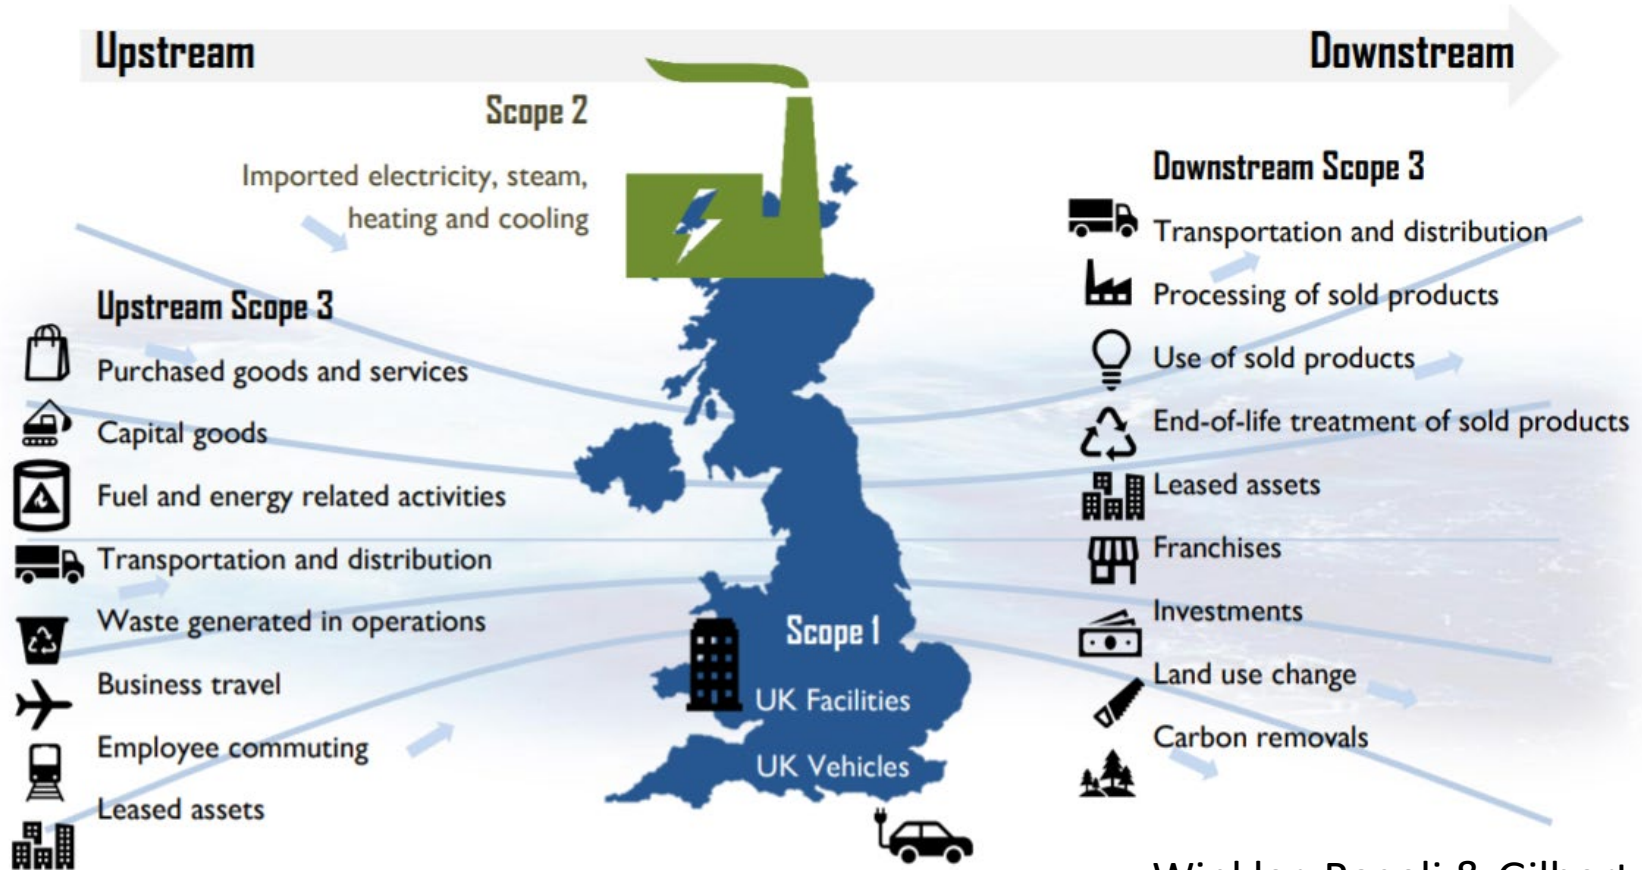 Upstream
Downstream
Scope 2
Imported electricity, steam,
heating and cooling
Upstream Scope 3
Purchased goods and services
Capital goods
Fuel and energy related activities
Transportation and distribution
Waste generated in operations
Business travel
Employee commuting
Leased assets
Scope 1
UK Facilities
UK Vehicles
Downstream Scope 3
Transportation and distribution
Processing of sold products
Use of sold products
End-of-life treatment of sold products
Leased assets
Franchises
Investments
Land use change
Carbon removals